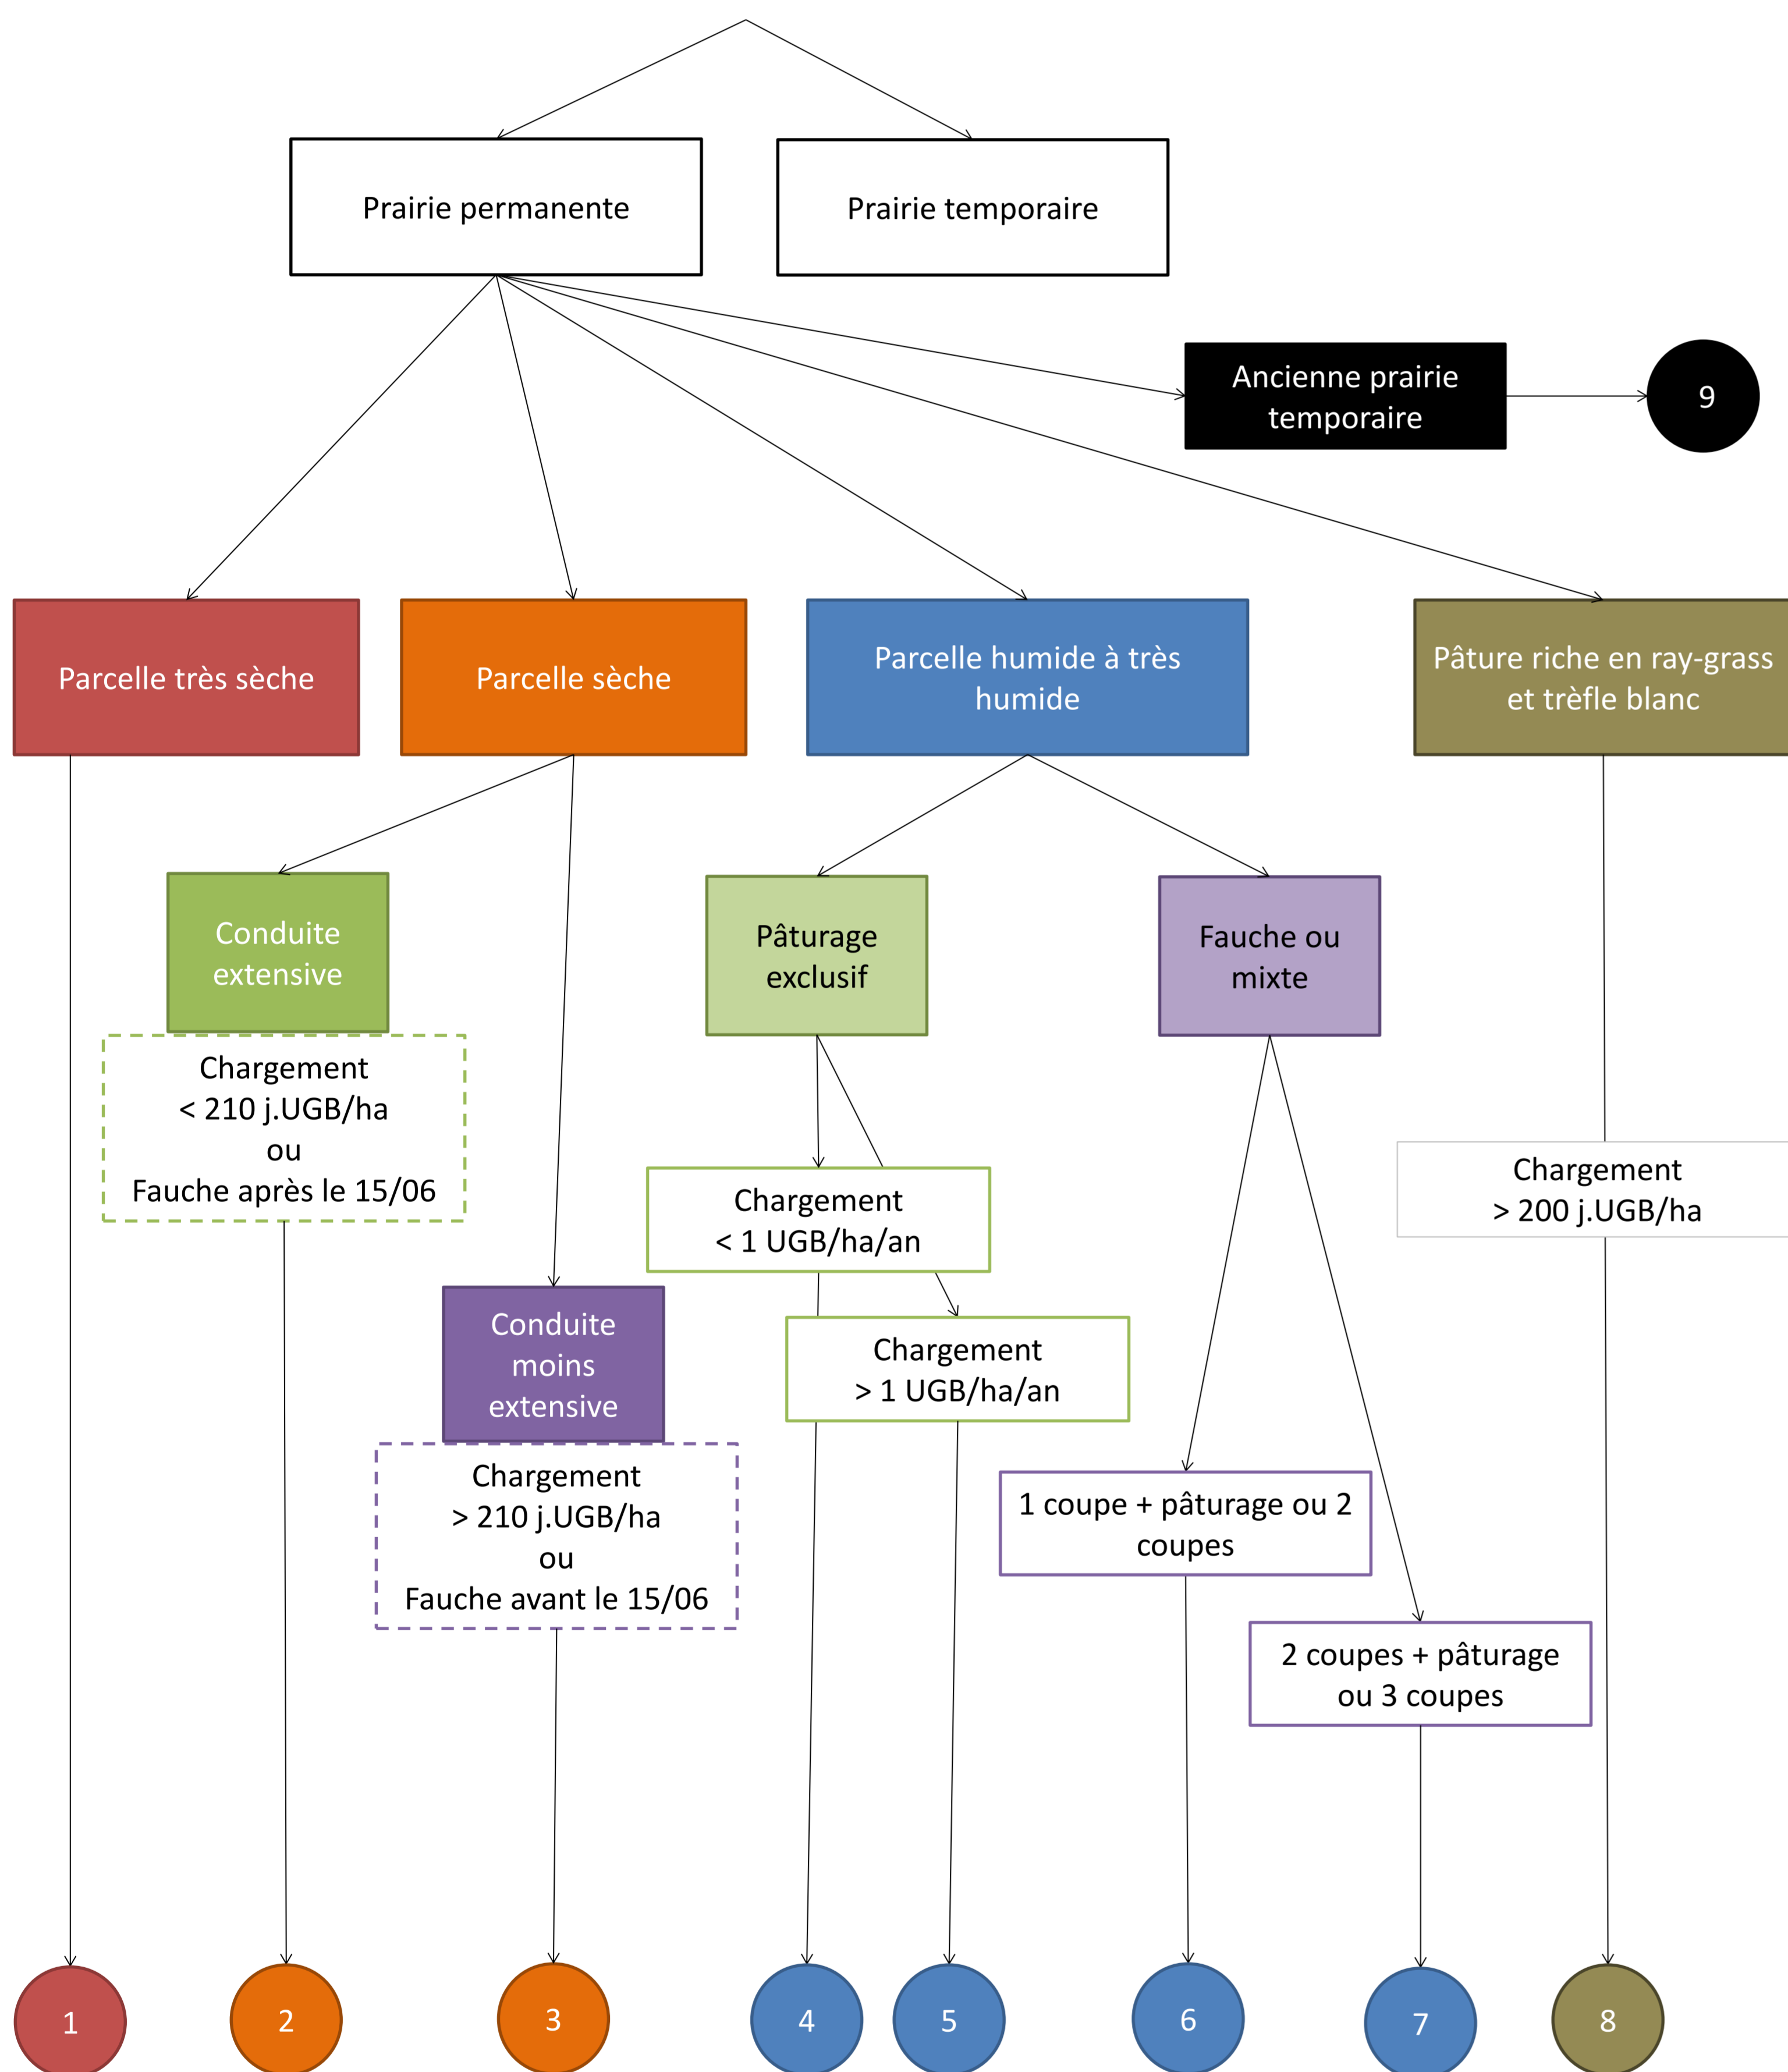 Prairie permanente
Prairie temporaire
Ancienne prairie
temporaire
9
Parcelle très sèche
Parcelle sèche
Parcelle humide à très
humide
Pâture riche en ray-grass
et trèfle blanc
Conduite
extensive
Chargement
< 210 j.UGB/ha
ou
Fauche après le 15/06
Pâturage
exclusif
Fauche ou
mixte
Chargement
< 1 UGB/ha/an
Chargement
> 200 j.UGB/ha
Conduite
moins
extensive
Chargement
> 210 j.UGB/ha
ou
Fauche avant le 15/06
Chargement
> 1 UGB/ha/an
1 coupe + pâturage ou 2
coupes
2 coupes + pâturage
ou 3 coupes
1
2
3
4
5
6
7
8